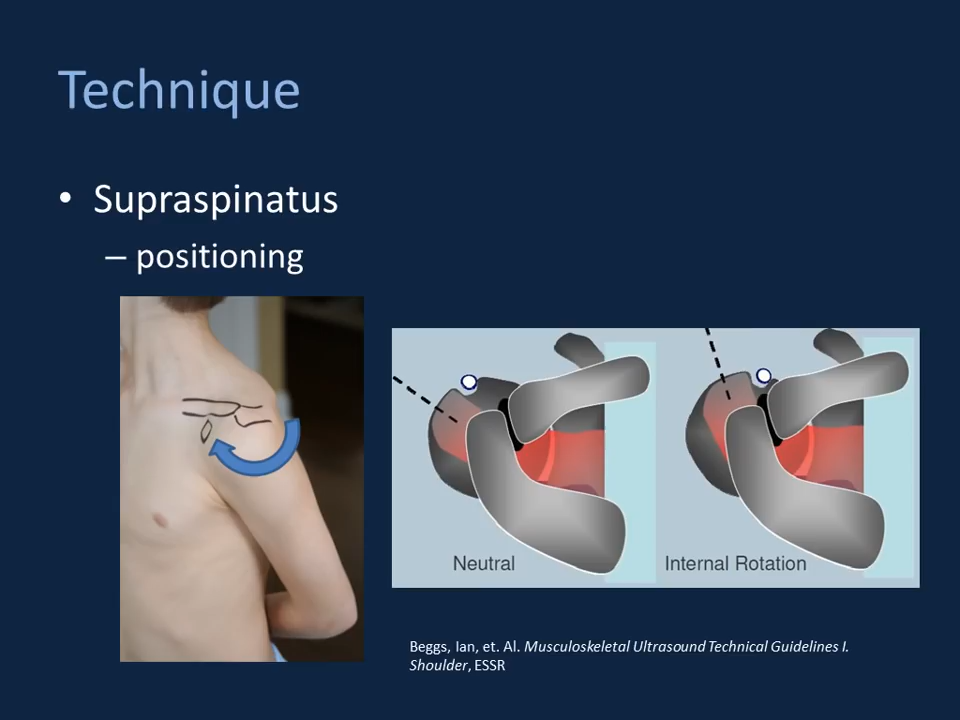 Technique
• Supraspinatus
– positioning
Neutral
Internal Rotation
Beggs, Ian, et. Al. Musculoskeletal Ultrasound Technical Guidelines I.
Shoulder, ESSR